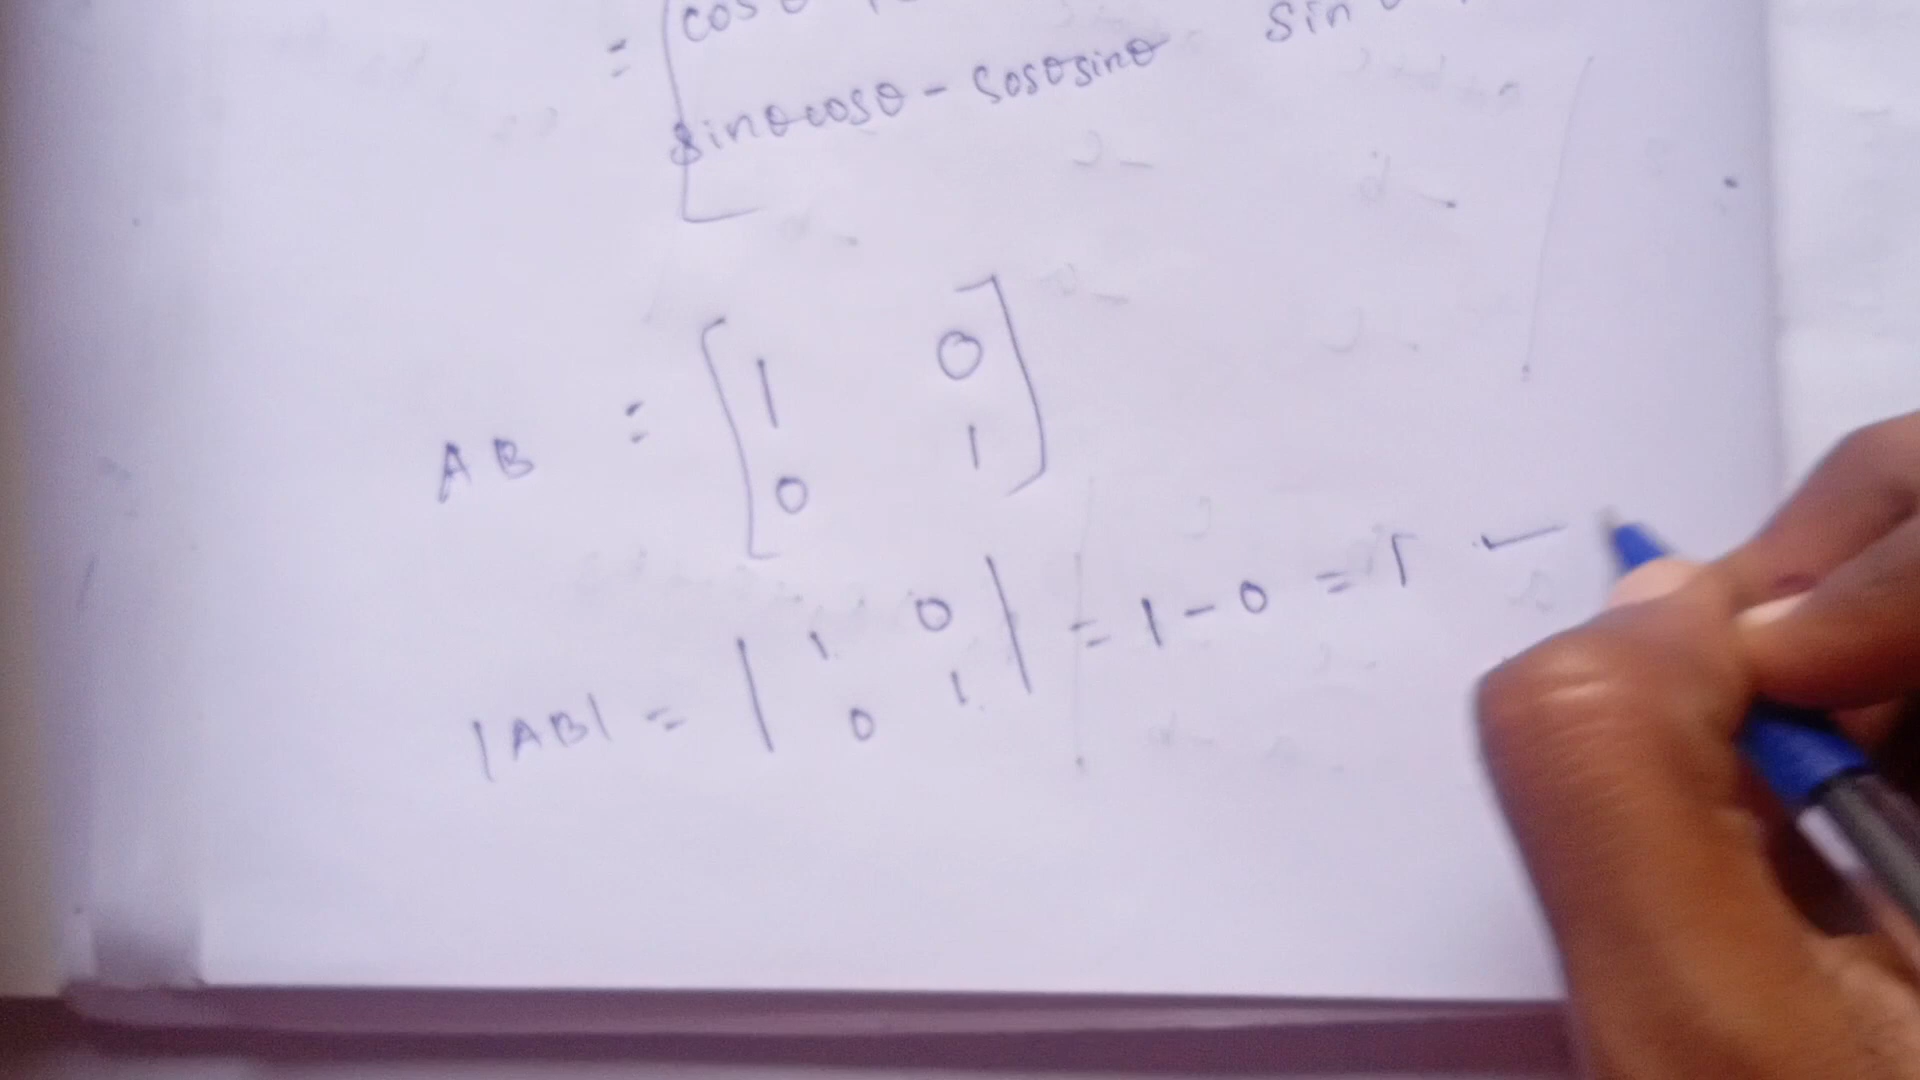 = [cos
sinθcosθ - cosθsinθ sin
AB = [1 0
0 1]
|AB| = |1 0
0 1| = 1 - 0 = 1 —